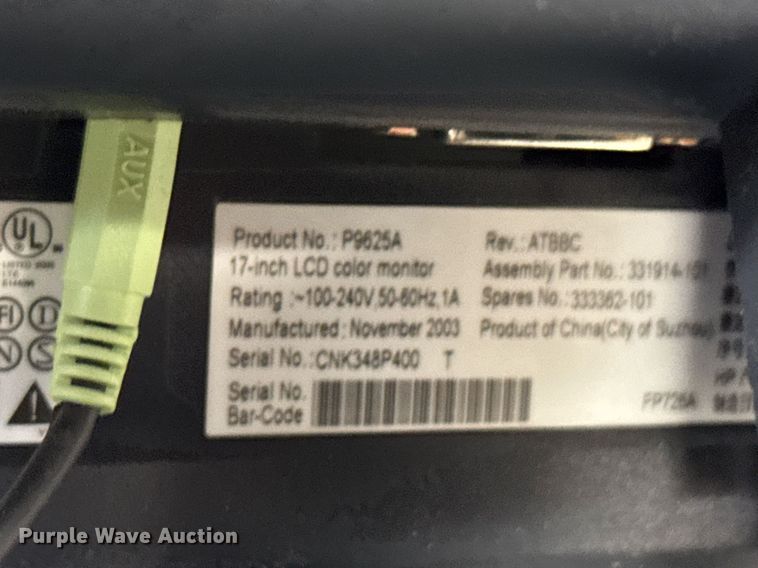 AUX
UL
Product No.: P9625A
Rev.: ATBBC
17-inch LCD color monitor
Assembly Part No.: 331914-101
Rating :~100-240V,50-60Hz,1A
Spares No.:333362-101
Manufactured: November 2003
Product of China(City of Suzhou)
Serial No.:CNK348P400 T
Serial No.
Bar-Code
HP
Purple Wave Auction